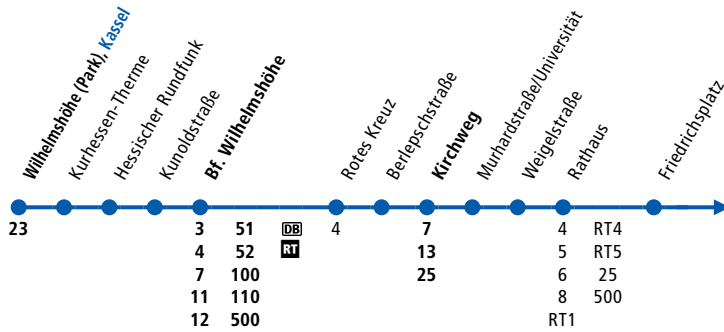 Wilhelmshöhe (Park), Kassel
Kurhessen-Therme
Hessischer Rundfunk
Kunoldstraße
Bf. Wilhelmshöhe
Rotes Kreuz
Berlepschstraße
Kirchweg
Murhardstraße/Universität
Weigelstraße
Rathaus
Friedrichsplatz
23 3 51 DB 4 7 4 RT4
4 52 RT 13 5 RT5
7 100 25 6 25
11 110 8 500
12 500 RT1